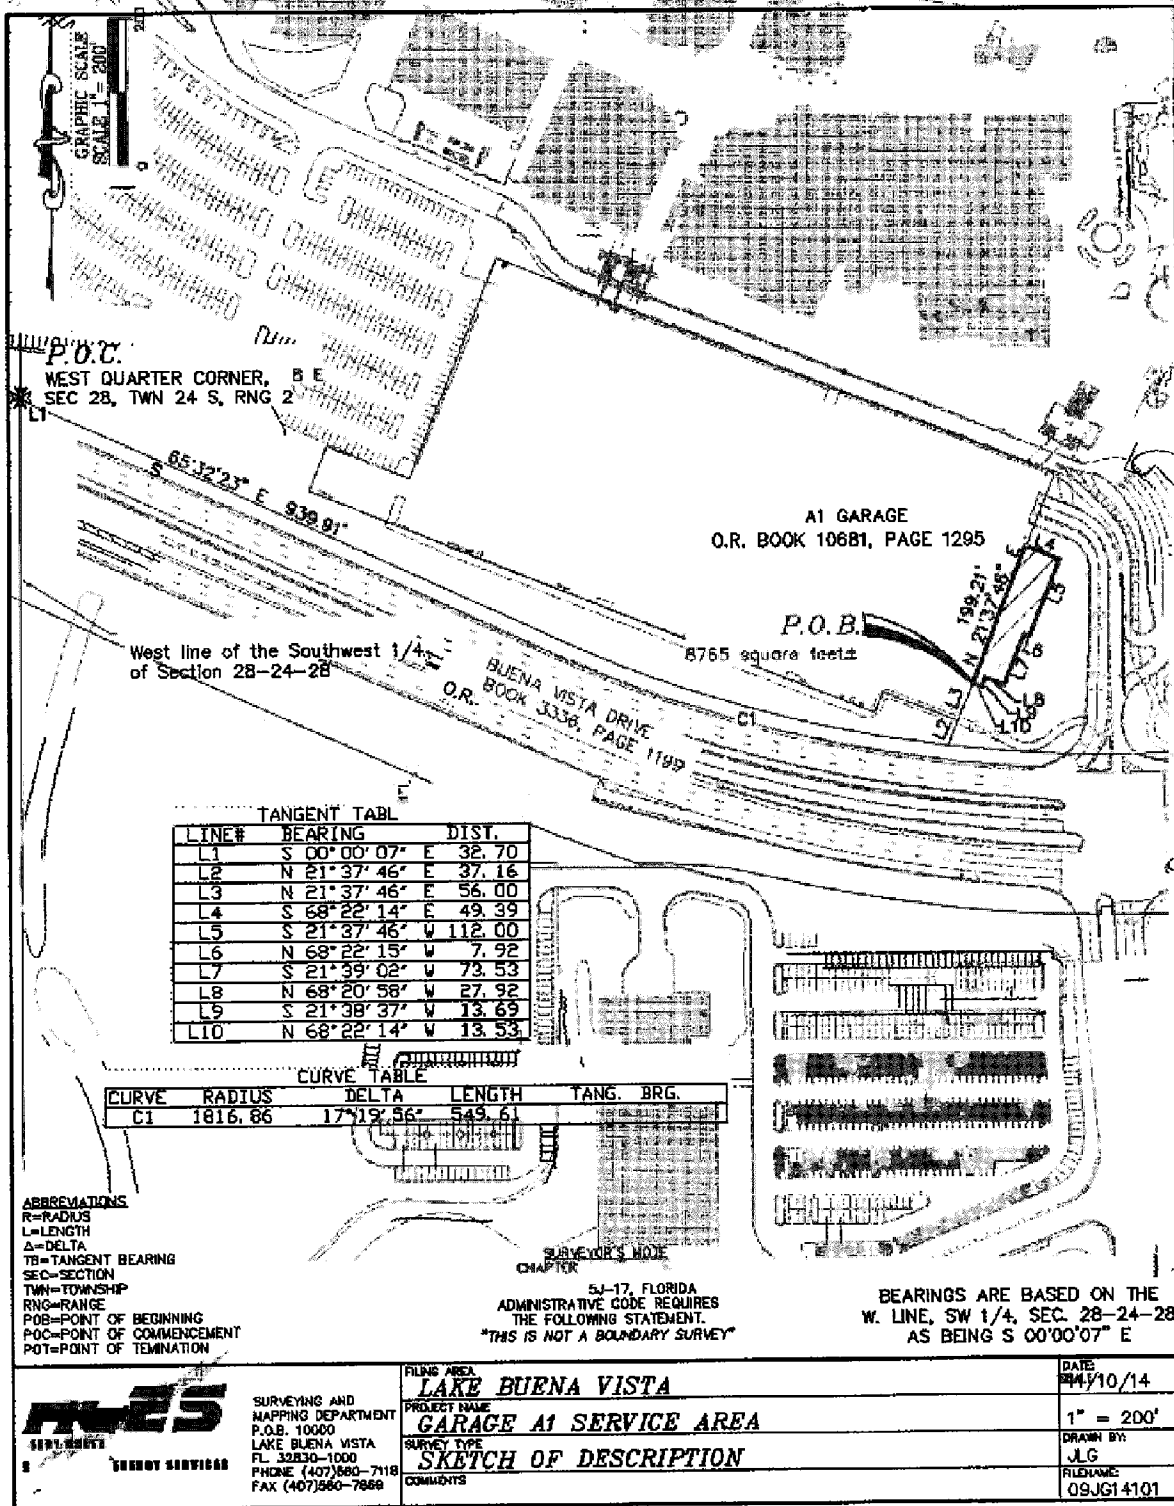 GRAPHIC SCALE
SCALE 1" = 200'
0
200
P.O.C.
WEST QUARTER CORNER,
SEC 28, TWN 24 S, RNG 2
8 E
L1
S 65°32'23" E 939.91'
A1 GARAGE
O.R. BOOK 10681, PAGE 1295
N 21°37'46" E
199.21'
L4
L5
P.O.B.
8765 square feet±
L6
L7
L8
L9
L10
L3
L2
West line of the Southwest 1/4
of Section 28-24-28
BUENA VISTA DRIVE
O.R. BOOK 3336, PAGE 1199
C1
TANGENT TABL
E
LINE# BEARING DIST.
L1 S 00°00'07" E 32.70
L2 N 21°37'46" E 37.16
L3 N 21°37'46" E 56.00
L4 S 68°22'14" E 49.39
L5 S 21°37'46" W 112.00
L6 N 68°22'15" W 7.92
L7 S 21°39'02" W 73.53
L8 N 68°20'58" W 27.92
L9 S 21°38'37" W 13.69
L10 N 68°22'14" W 13.53
CURVE TABLE
CURVE RADIUS DELTA LENGTH TANG. BRG.
C1 1816.86 17°19'56" 549.61
ABBREVIATIONS
R=RADIUS
L=LENGTH
Δ=DELTA
TB=TANGENT BEARING
SEC=SECTION
TWN=TOWNSHIP
RNG=RANGE
POB=POINT OF BEGINNING
POC=POINT OF COMMENCEMENT
POT=POINT OF TEMINATION
SURVEYOR'S NOTE
CHAPTER
5J-17, FLORIDA
ADMINISTRATIVE CODE REQUIRES
THE FOLLOWING STATEMENT.
"THIS IS NOT A BOUNDARY SURVEY"
BEARINGS ARE BASED ON THE
W. LINE, SW 1/4, SEC. 28-24-28
AS BEING S 00°00'07" E
ENERGY SERVICES
SURVEYING AND
MAPPING DEPARTMENT
P.O.B. 10000
LAKE BUENA VISTA
FL 32830-1000
PHONE (407)560-7118
FILING AREA
LAKE BUENA VISTA
PROJECT NAME
GARAGE A1 SERVICE AREA
SURVEY TYPE
SKETCH OF DESCRIPTION
COMMENTS
DATE:
/10/14
1" = 200'
DRAWN BY:
JLG
FILENAME:
09JG14101